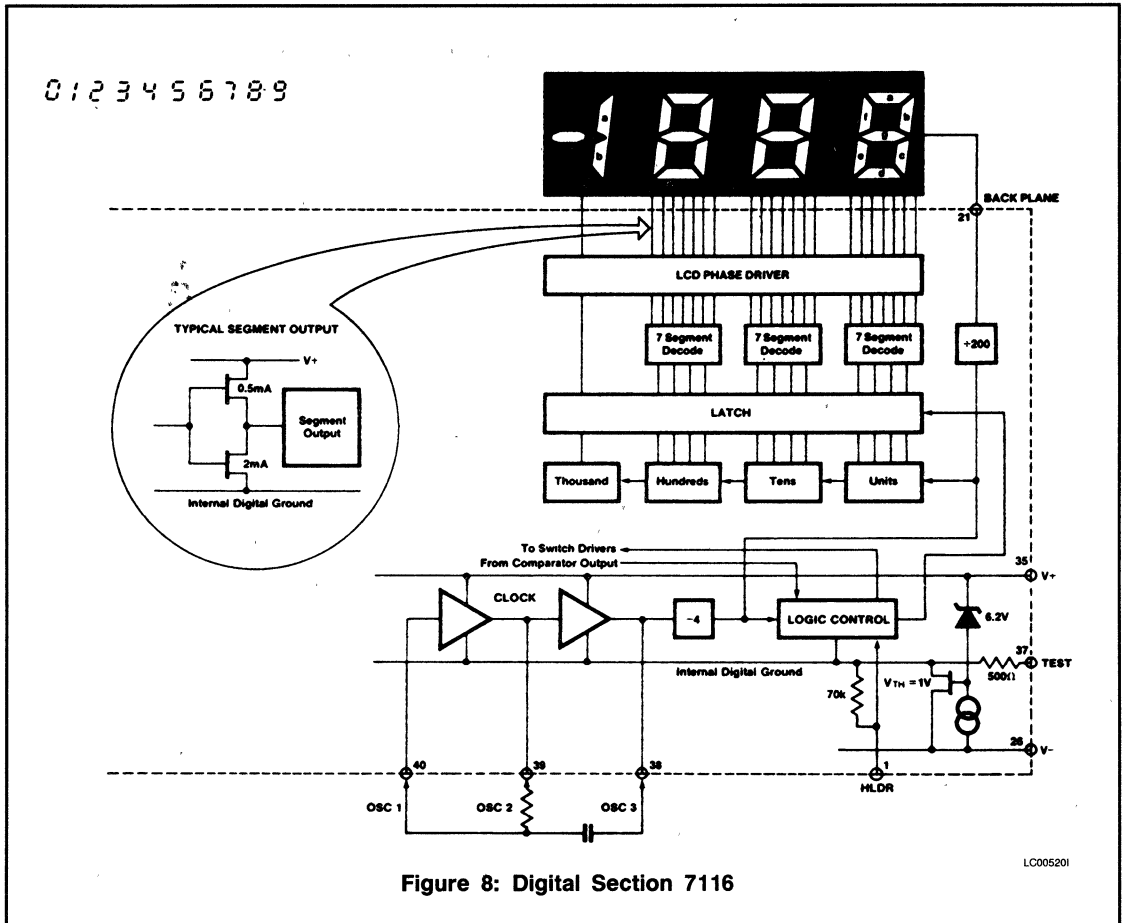 0123456789
a
b
a
f
b
g
e
c
d
BACK PLANE
21
LCD PHASE DRIVER
TYPICAL SEGMENT OUTPUT
V+
0.5mA
Segment
Output
2mA
Internal Digital Ground
7 Segment
Decode
7 Segment
Decode
7 Segment
Decode
÷200
LATCH
Thousand
Hundreds
Tens
Units
To Switch Drivers
From Comparator Output
35
V+
CLOCK
-4
LOGIC CONTROL
6.2V
37
TEST
Internal Digital Ground
500Ω
70k
VTH = 1V
26
V-
40
39
38
1
HLDR
OSC 1
OSC 2
OSC 3
LC00520I
Figure 8: Digital Section 7116